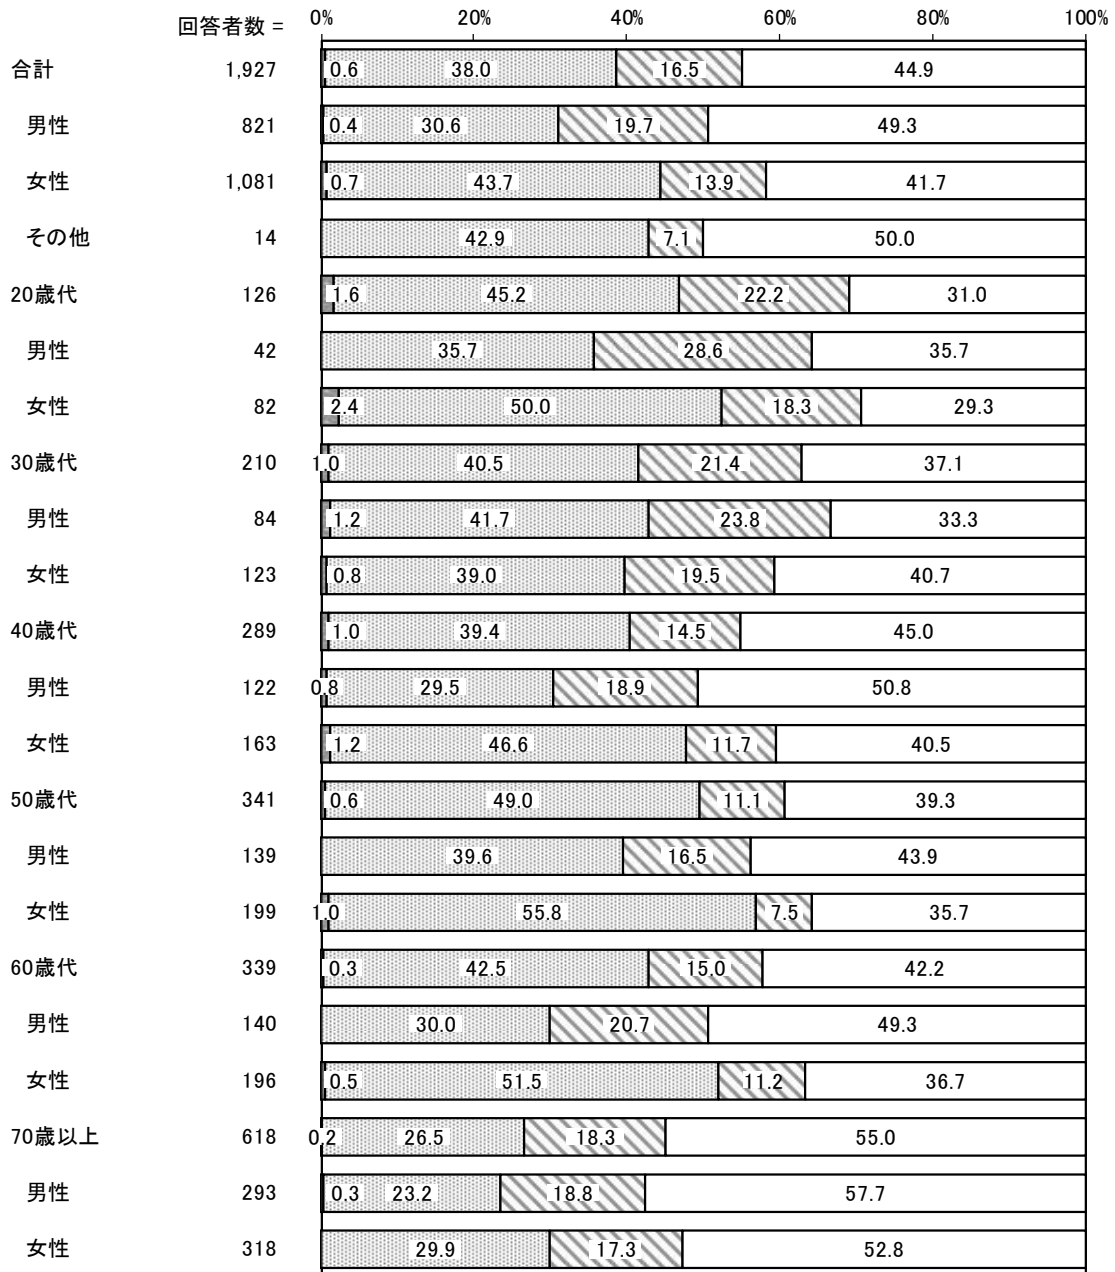 回答者数 = 0% 20% 40% 60% 80% 100%
合計 1,927 0.6 38.0 16.5 44.9
男性 821 0.4 30.6 19.7 49.3
女性 1,081 0.7 43.7 13.9 41.7
その他 14 42.9 7.1 50.0
20歳代 126 1.6 45.2 22.2 31.0
男性 42 35.7 28.6 35.7
女性 82 2.4 50.0 18.3 29.3
30歳代 210 1.0 40.5 21.4 37.1
男性 84 1.2 41.7 23.8 33.3
女性 123 0.8 39.0 19.5 40.7
40歳代 289 1.0 39.4 14.5 45.0
男性 122 0.8 29.5 18.9 50.8
女性 163 1.2 46.6 11.7 40.5
50歳代 341 0.6 49.0 11.1 39.3
男性 139 39.6 16.5 43.9
女性 199 1.0 55.8 7.5 35.7
60歳代 339 0.3 42.5 15.0 42.2
男性 140 30.0 20.7 49.3
女性 196 0.5 51.5 11.2 36.7
70歳以上 618 0.2 26.5 18.3 55.0
男性 293 0.3 23.2 18.8 57.7
女性 318 29.9 17.3 52.8